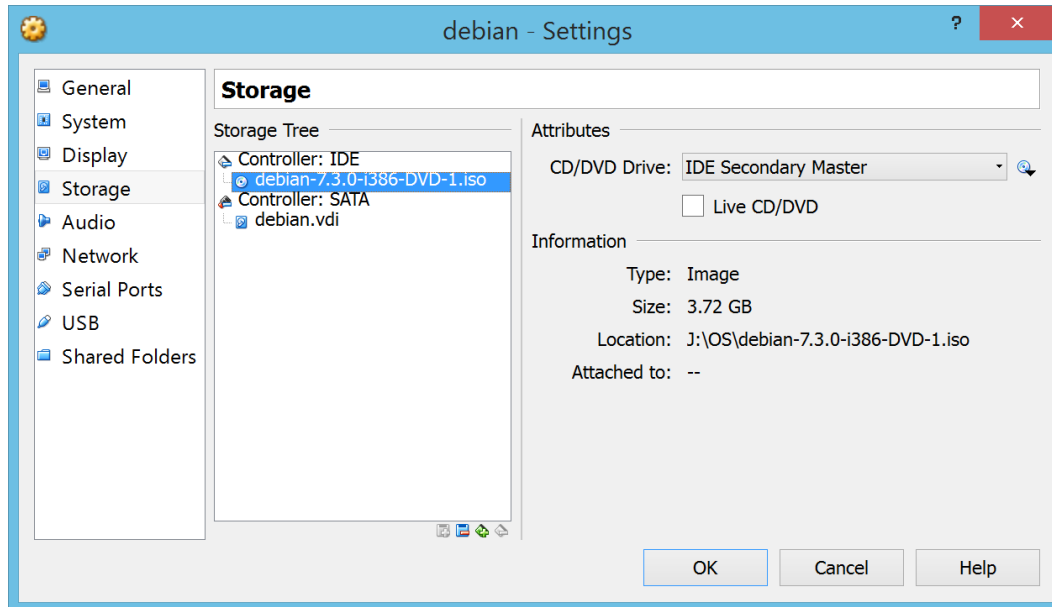 debian - Settings
?
General
System
Display
Storage
Audio
Network
Serial Ports
USB
Shared Folders
Storage
Storage Tree
Controller: IDE
debian-7.3.0-i386-DVD-1.iso
Controller: SATA
debian.vdi
Attributes
CD/DVD Drive: IDE Secondary Master
Live CD/DVD
Information
Type: Image
Size: 3.72 GB
Location: J:\OS\debian-7.3.0-i386-DVD-1.iso
Attached to: --
OK Cancel Help